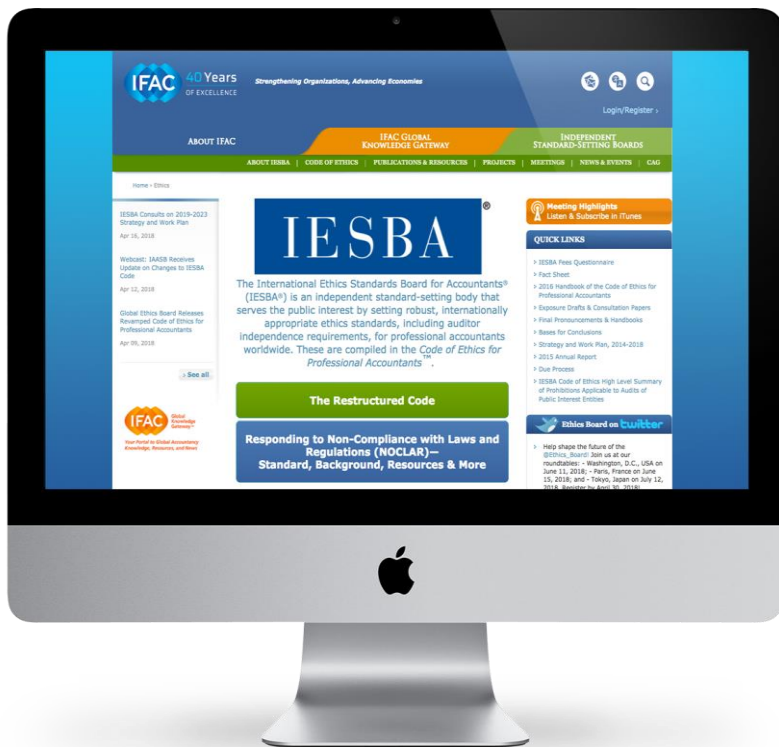 IFAC
40 Years
OF EXCELLENCE
Strengthening Organizations, Advancing Economies
Login/Register ›
ABOUT IFAC
IFAC GLOBAL
KNOWLEDGE GATEWAY
INDEPENDENT
STANDARD-SETTING BOARDS
ABOUT IESBA | CODE OF ETHICS | PUBLICATIONS & RESOURCES | PROJECTS | MEETINGS | NEWS & EVENTS | CAG
Home › Ethics
IESBA Consults on 2019-2023
Strategy and Work Plan
Apr 16, 2018
Webcast: IAASB Receives
Update on Changes to IESBA
Code
Apr 12, 2018
Global Ethics Board Releases
Revamped Code of Ethics for
Professional Accountants
Apr 09, 2018
› See all
IFAC
Global
Knowledge
Gateway™
Your Portal to Global Accountancy
Knowledge, Resources, and News
IESBA®
The International Ethics Standards Board for Accountants®
(IESBA®) is an independent standard-setting body that
serves the public interest by setting robust, internationally
appropriate ethics standards, including auditor
independence requirements, for professional accountants
worldwide. These are compiled in the Code of Ethics for
Professional Accountants™.
The Restructured Code
Responding to Non-Compliance with Laws and
Regulations (NOCLAR)—
Standard, Background, Resources & More
Meeting Highlights
Listen & Subscribe in iTunes
QUICK LINKS
› IESBA Fees Questionnaire
› Fact Sheet
› 2016 Handbook of the Code of Ethics for
Professional Accountants
› Exposure Drafts & Consultation Papers
› Final Pronouncements & Handbooks
› Bases for Conclusions
› Strategy and Work Plan, 2014-2018
› 2015 Annual Report
› Due Process
› IESBA Code of Ethics High Level Summary
of Prohibitions Applicable to Audits of
Public Interest Entities
Ethics Board on twitter
› Help shape the future of the
@Ethics_Board! Join us at our
roundtables: - Washington, D.C., USA on
June 11, 2018; - Paris, France on June
15, 2018; and - Tokyo, Japan on July 12,
2018. Register by April 30, 2018!